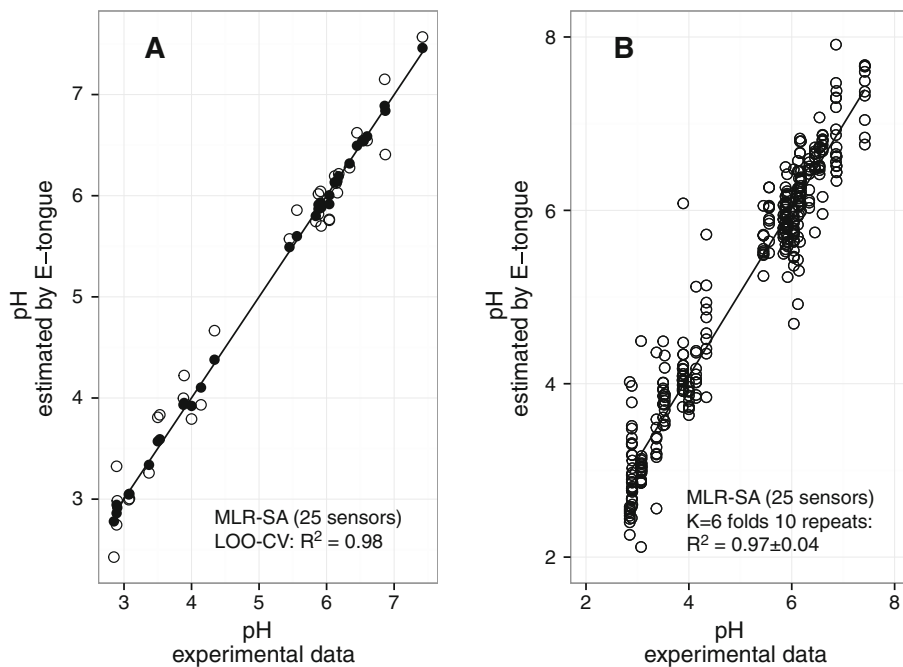 A
7
6
5
4
3
pH
estimated by E-tongue
MLR-SA (25 sensors)
LOO-CV: R² = 0.98
3 4 5 6 7
pH
experimental data
B
8
6
4
2
pH
estimated by E-tongue
MLR-SA (25 sensors)
K=6 folds 10 repeats:
R² = 0.97±0.04
2 4 6 8
pH
experimental data